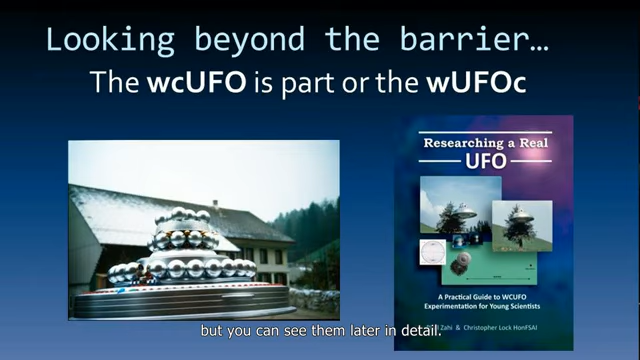 Looking beyond the barrier…
The wcUFO is part or the wUFOc
Researching a Real
UFO
A Practical Guide to WCUFO
Experimentation for Young Scientists
Zahi & Christopher Lock HonFSAI
but you can see them later in detail.